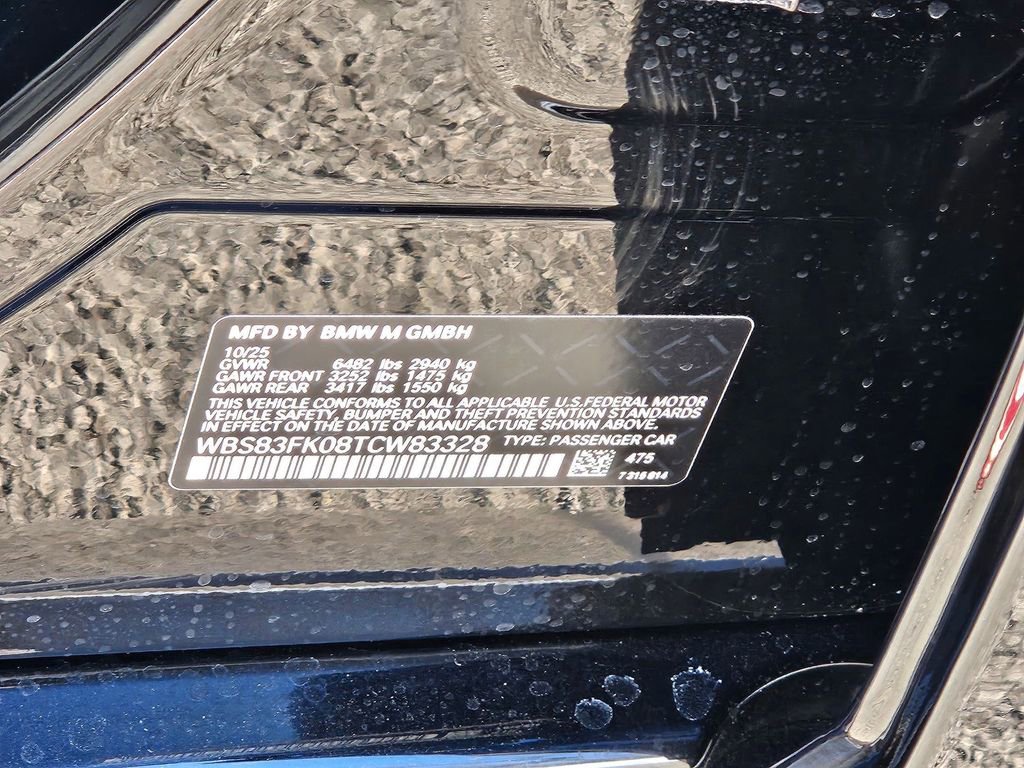 MFD BY BMW M GMBH
10/25
GVWR 6482 lbs 2940 kg
GAWR FRONT 3252 lbs 1475 kg
GAWR REAR 3417 lbs 1550 kg
THIS VEHICLE CONFORMS TO ALL APPLICABLE U.S.FEDERAL MOTOR
VEHICLE SAFETY, BUMPER AND THEFT PREVENTION STANDARDS
IN EFFECT ON THE DATE OF MANUFACTURE SHOWN ABOVE.
WBS83FK08TCW83328 TYPE: PASSENGER CAR
475